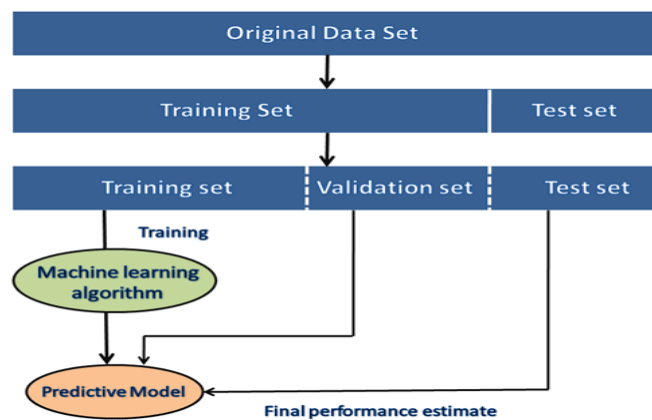 Original Data Set
Training Set
Test set
Training set
Validation set
Test set
Training
Machine learning
algorithm
Predictive Model
Final performance estimate